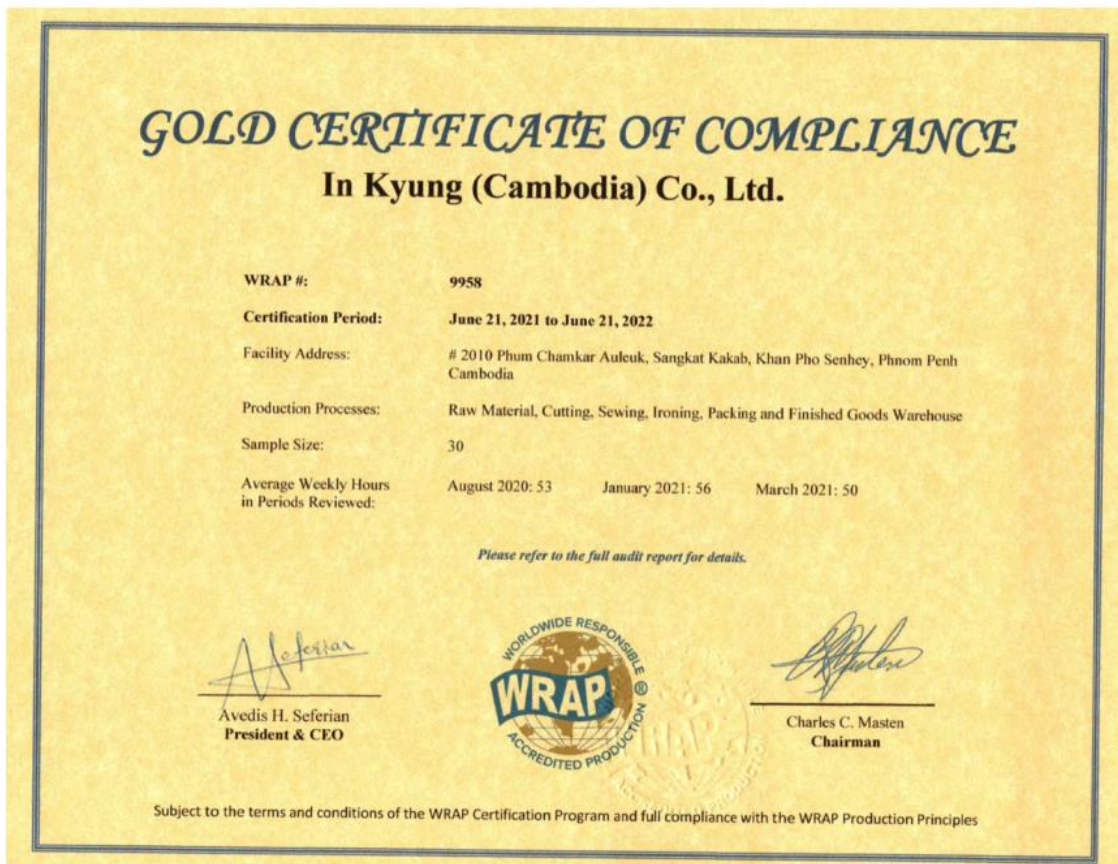 GOLD CERTIFICATE OF COMPLIANCE
In Kyung (Cambodia) Co., Ltd.
WRAP #: 9958
Certification Period: June 21, 2021 to June 21, 2022
Facility Address: # 2010 Phum Chamkar Auleuk, Sangkat Kakab, Khan Pho Senhey, Phnom Penh
Cambodia
Production Processes: Raw Material, Cutting, Sewing, Ironing, Packing and Finished Goods Warehouse
Sample Size: 30
Average Weekly Hours
in Periods Reviewed:
August 2020: 53 January 2021: 56 March 2021: 50
Please refer to the full audit report for details.
Avedis H. Seferian
President & CEO
WORLDWIDE RESPONSIBLE
WRAP
®
ACCREDITED PRODUCTION
Charles C. Masten
Chairman
Subject to the terms and conditions of the WRAP Certification Program and full compliance with the WRAP Production Principles